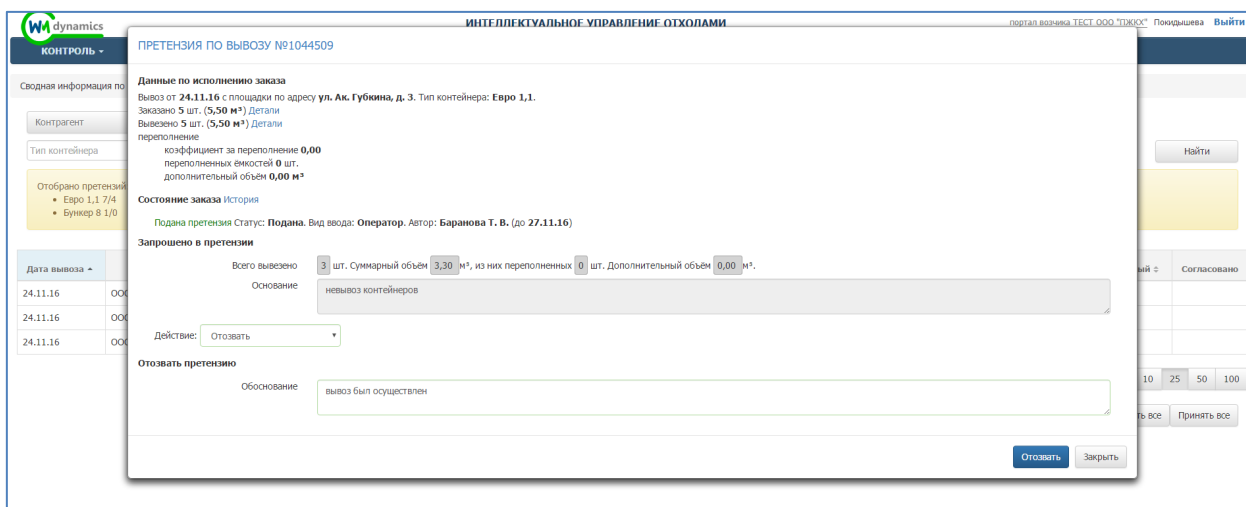 WM dynamics
ИНТЕЛЛЕКТУАЛЬНОЕ УПРАВЛЕНИЕ ОТХОДАМИ
портал возчика ТЕСТ ООО "ПЖКХ" Покидышева Выйти
КОНТРОЛЬ
ПРЕТЕНЗИЯ ПО ВЫВОЗУ №1044509
Сводная информация по
Данные по исполнению заказа
Вывоз от 24.11.16 с площадки по адресу ул. Ак. Губкина, д. 3. Тип контейнера: Евро 1,1.
Заказано 5 шт. (5,50 м³) Детали
Вывезено 5 шт. (5,50 м³) Детали
переполнение
коэффициент за переполнение 0,00
переполненных ёмкостей 0 шт.
дополнительный объём 0,00 м³
Контрагент
Тип контейнера
Найти
Отобрано претензий
• Евро 1,1 7/4
• Бункер 8 1/0
Состояние заказа История
Подана претензия Статус: Подана. Вид ввода: Оператор. Автор: Баранова Т. В. (до 27.11.16)
Запрошено в претензии
Всего вывезено 3 шт. Суммарный объём 3,30 м³, из них переполненных 0 шт. Дополнительный объём 0,00 м³.
Основание невывоз контейнеров
Дата вывоза
ый Согласовано
24.11.16 ООО
24.11.16 ООО
24.11.16 ООО
Действие: Отозвать
Отозвать претензию
Обоснование вывоз был осуществлен
10 25 50 100
ть все Принять все
Отозвать Закрыть